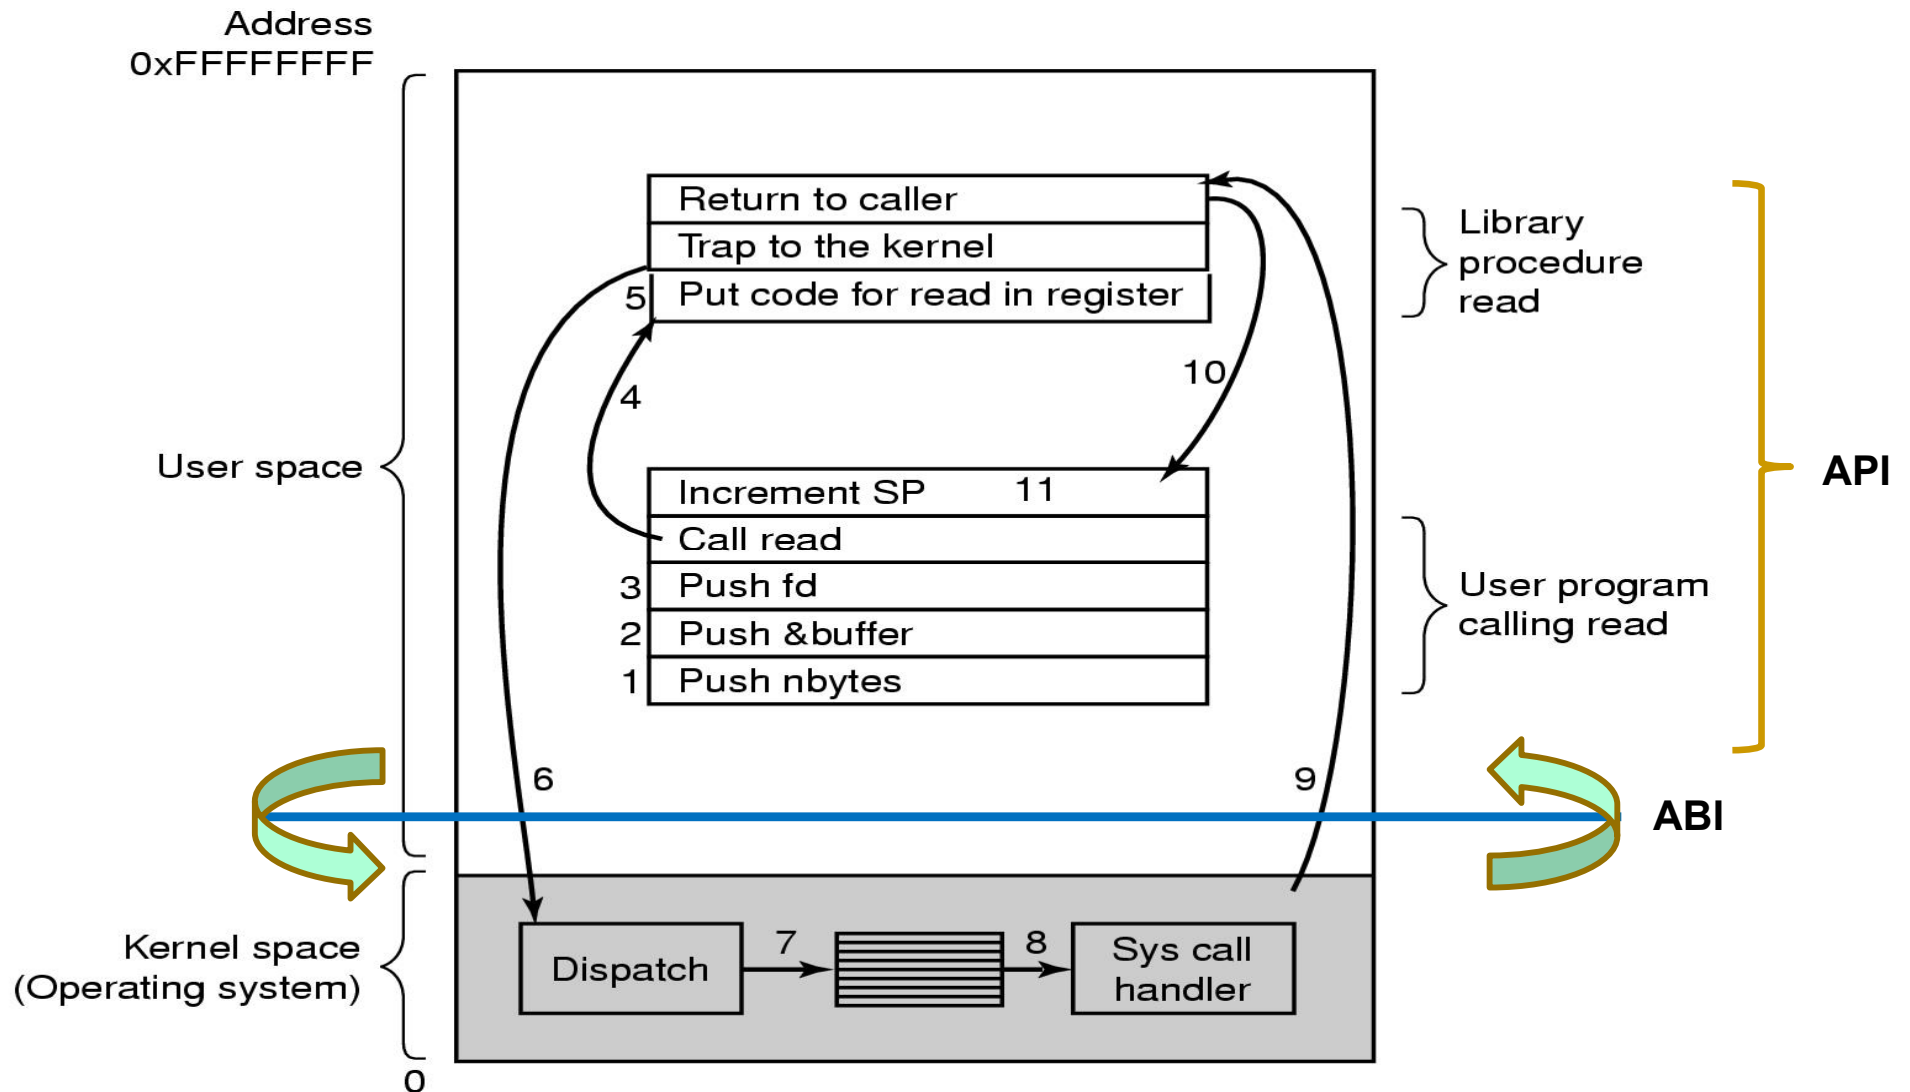 Address
0xFFFFFFFF
Return to caller
Trap to the kernel
5 Put code for read in register
Library
procedure
read
4
10
User space
API
Increment SP 11
Call read
3 Push fd
2 Push &buffer
1 Push nbytes
User program
calling read
6
9
ABI
Kernel space
(Operating system)
Dispatch
7
8
Sys call
handler
0